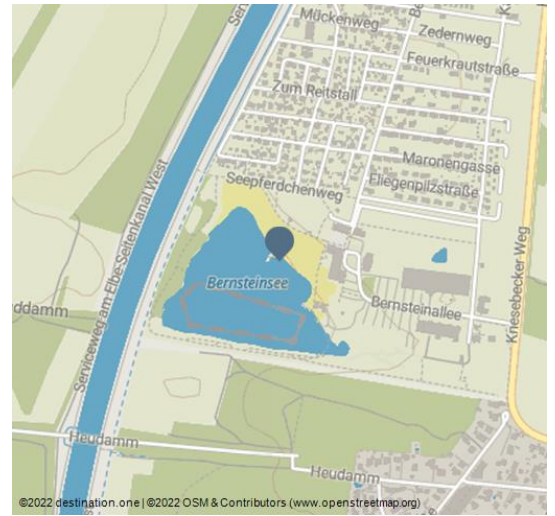 Mückenweg
Zedernweg
Feuerkrautstraße
Zum Reitstall
Maronengasse
Fliegenpilzstraße
Seepferdchenweg
Serviceweg am Elbe-Seitenkanal West
Bernsteinsee
Bernsteinallee
Knesebecker Weg
ddamm
Heudamm
Heudamm
©2022 destination.one | ©2022 OSM & Contributors (www.openstreetmap.org)